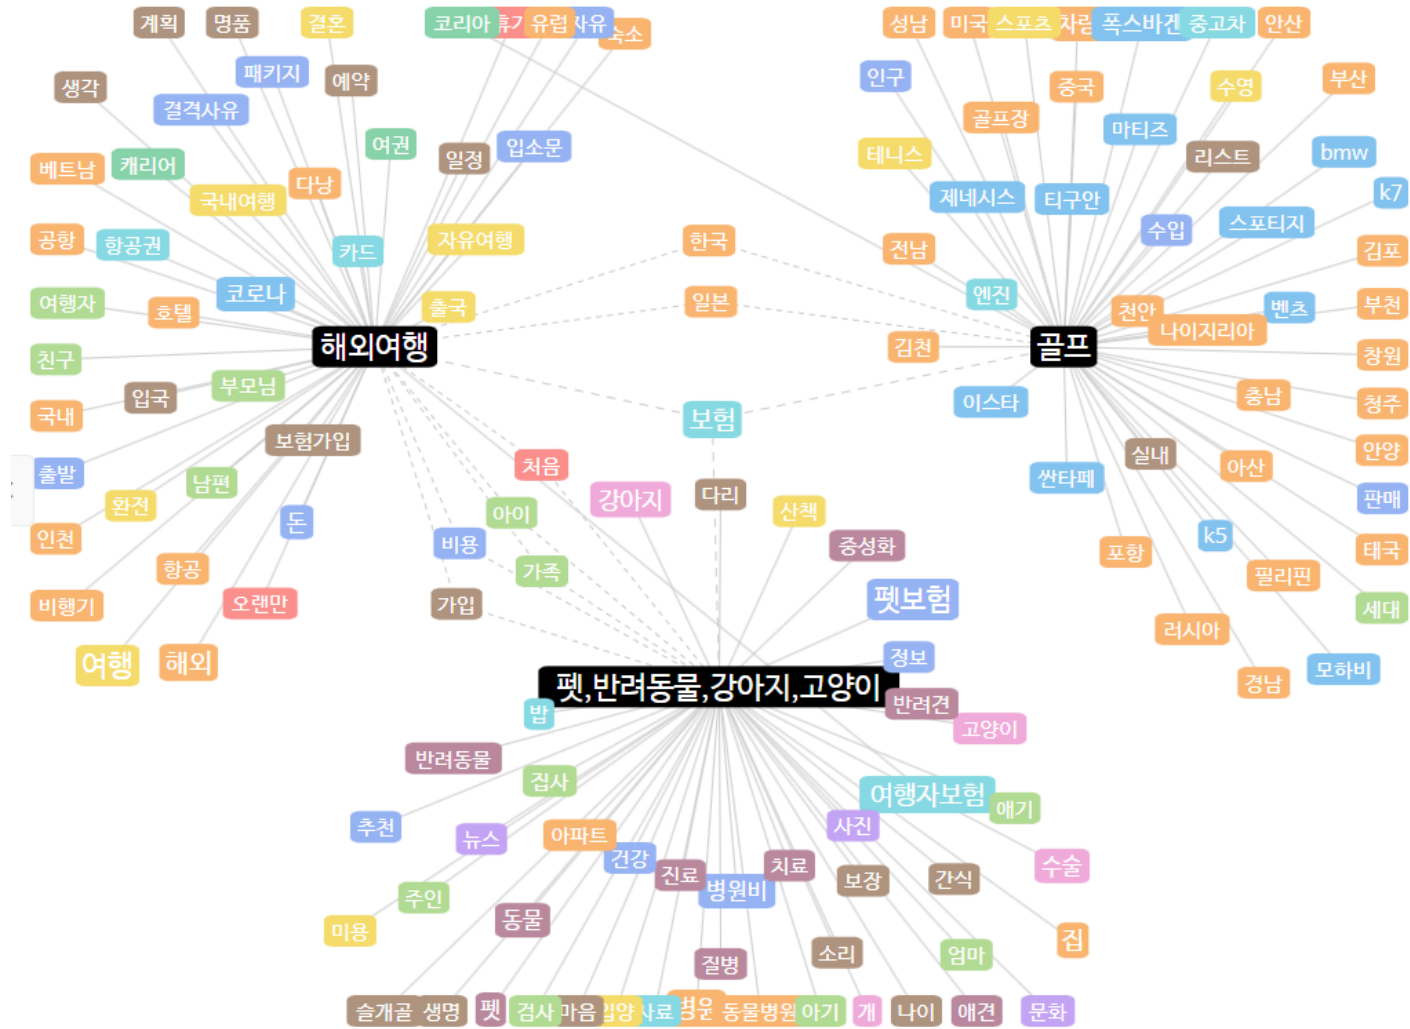 계획 명품 결혼 코리아 휴기 유럽 자유 숙소 성남 미국 스포츠 차량 폭스바겐 중고차 안산
생각 패키지 예약 인구 중국 수영 부산
결격사유 여권 일정 입소문 골프장 마티즈 리스트 bmw
베트남 캐리어 국내여행 다낭 테니스 제네시스 티구안 k7
공항 항공권 카드 자유여행 한국 전남 수입 스포티지 김포
여행자 호텔 코로나 출국 일본 엔진 천안 나이지리아 벤츠 부천
해외여행 골프
친구 입국 부모님 김천 창원
국내 보험가입 보험 이스타 충남 청주
출발 환전 남편 처음 강아지 다리 산책 싼타페 실내 아산 안양 판매
인천 항공 돈 비용 아이 가족 중성화 포항 k5 필리핀 태국
비행기 오랜만 가입 펫보험 러시아 세대
여행 해외 정보 경남 모하비
펫,반려동물,강아지,고양이
밥 반려견 고양이
반려동물 집사 여행자보험 애기
추천 뉴스 아파트 건강 진료 병원비 치료 사진 보장 간식 수술
미용 주인 동물 질병 소리 엄마 집
슬개골 생명 펫 검사 마음 입양 사료 병원 동물병원 아기 개 나이 애견 문화